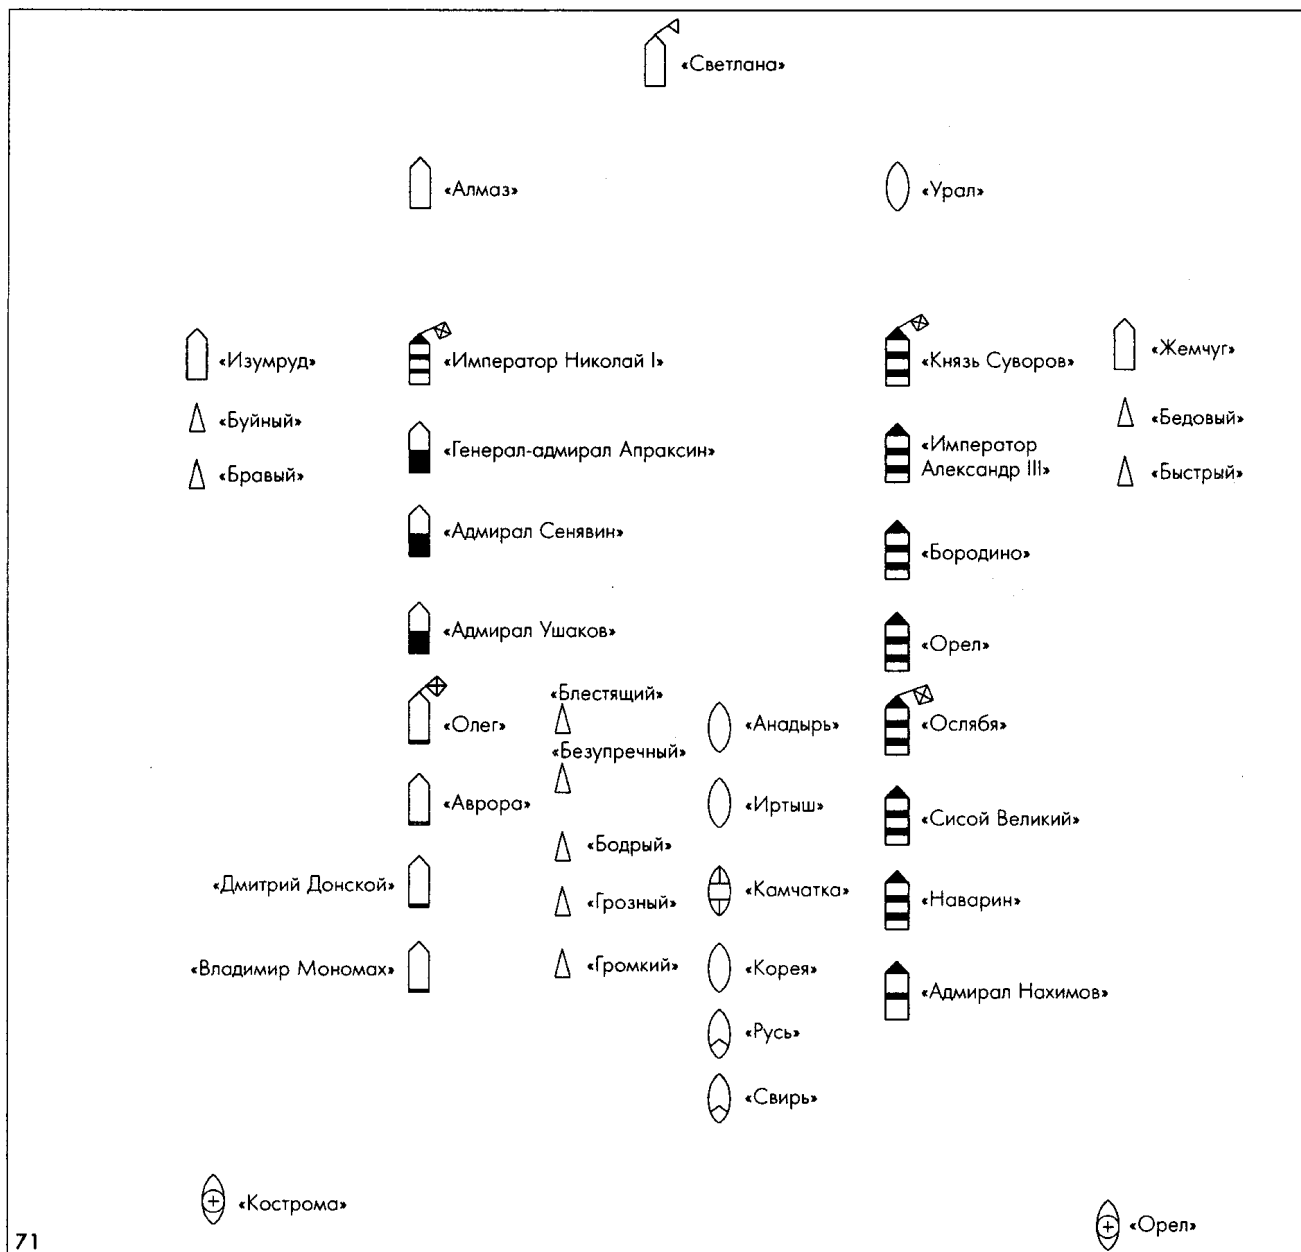 «Светлана»
«Алмаз»
«Урал»
«Изумруд»
«Император Николай I»
«Князь Суворов»
«Жемчуг»
«Буйный»
«Бедовый»
«Генерал-адмирал Апраксин»
«Император
Александр III»
«Бравый»
«Быстрый»
«Адмирал Сенявин»
«Бородино»
«Адмирал Ушаков»
«Орел»
«Блестящий»
«Олег»
«Анадырь»
«Ослябя»
«Безупречный»
«Аврора»
«Иртыш»
«Сисой Великий»
«Бодрый»
«Дмитрий Донской»
«Камчатка»
«Грозный»
«Наварин»
«Владимир Мономах»
«Громкий»
«Корея»
«Адмирал Нахимов»
«Русь»
«Свирь»
«Кострома»
«Орел»
71